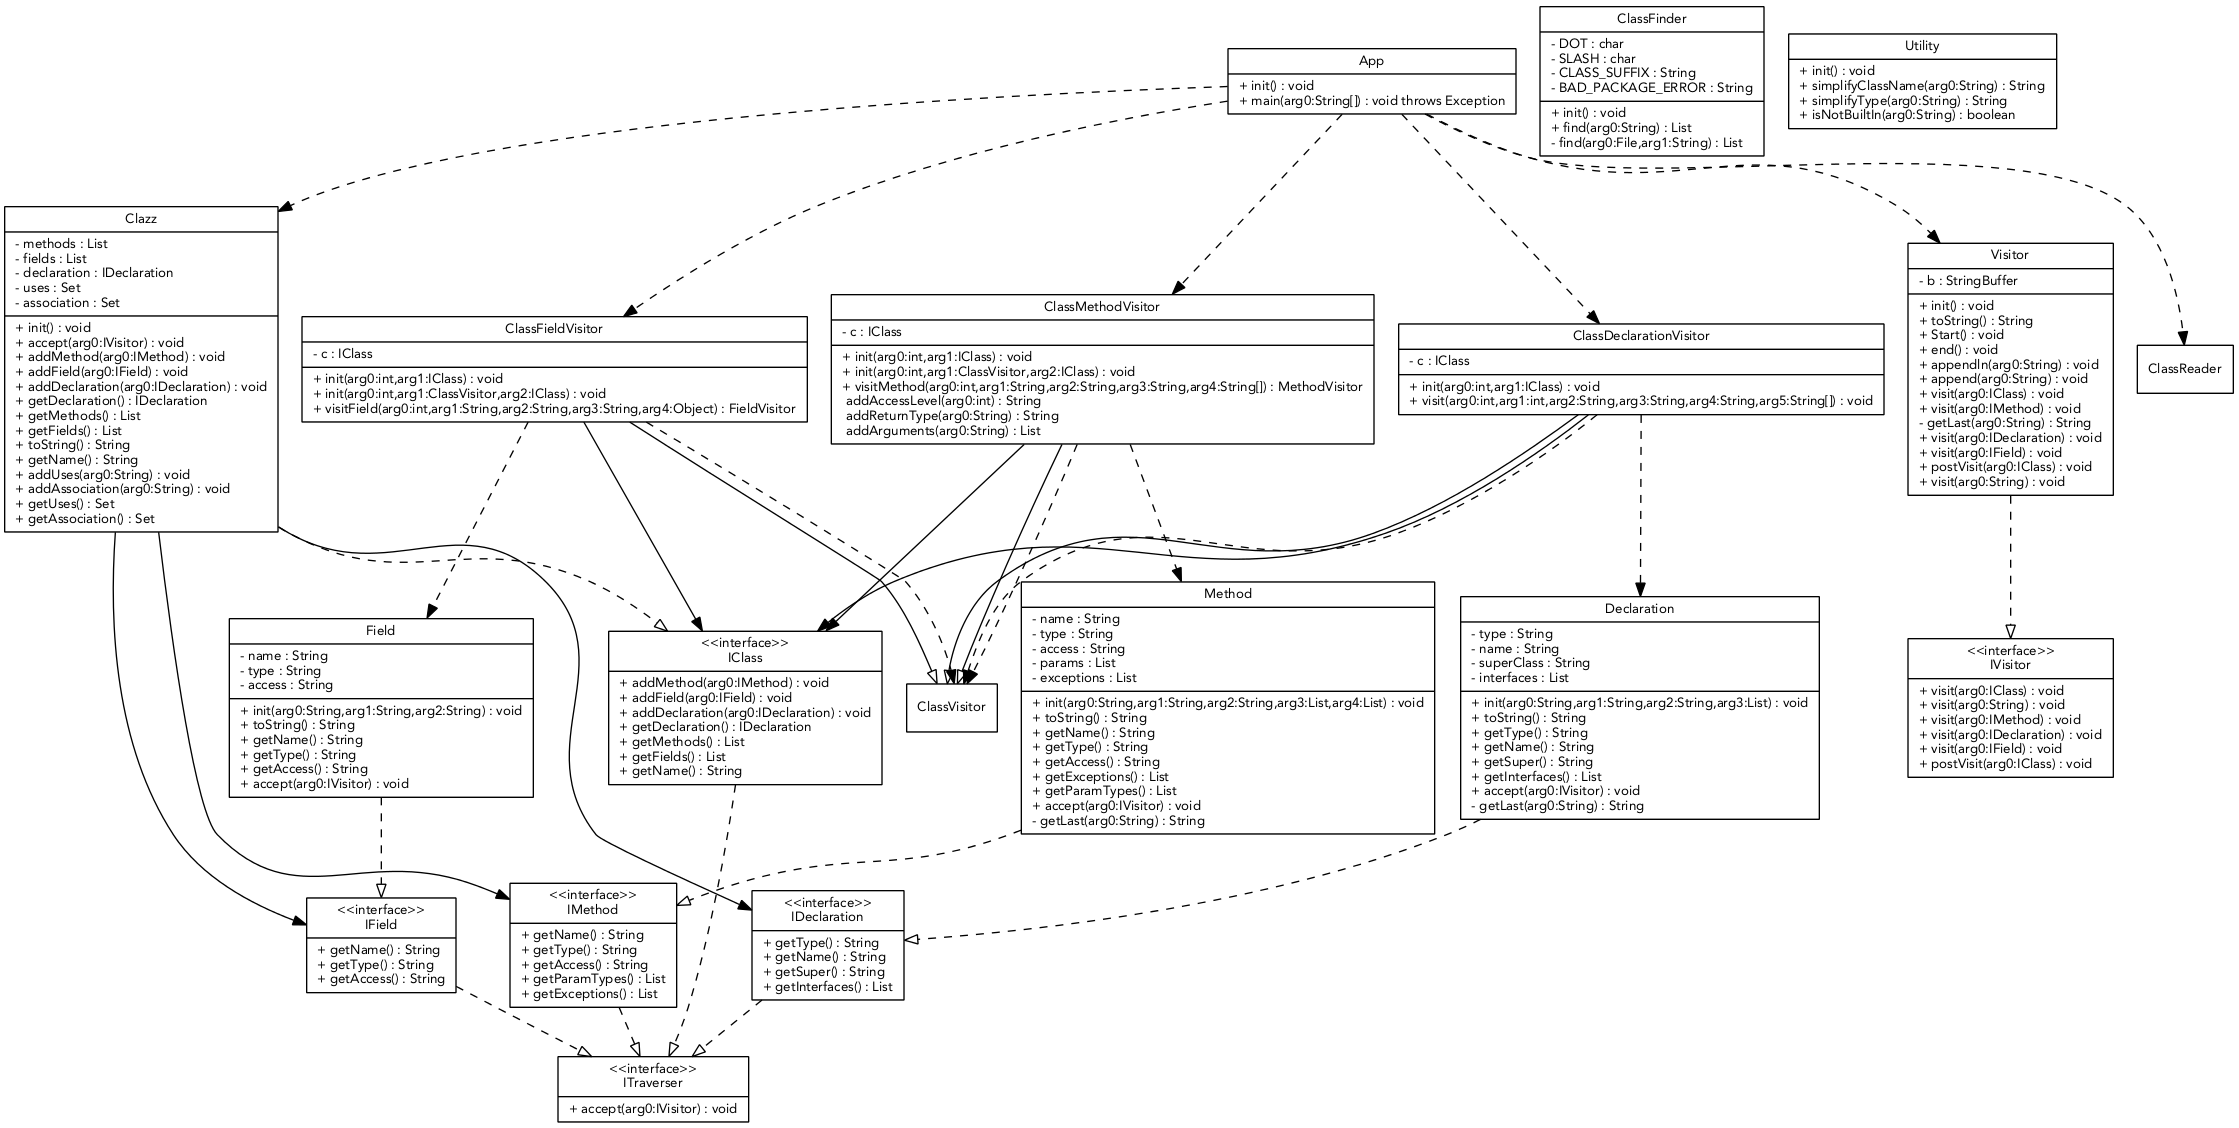 ClassFinder
- DOT : char
- SLASH : char
- CLASS_SUFFIX : String
- BAD_PACKAGE_ERROR : String
+ init() : void
+ find(arg0:String) : List
- find(arg0:File,arg1:String) : List
Utility
+ init() : void
+ simplifyClassName(arg0:String) : String
+ simplifyType(arg0:String) : String
+ isNotBuiltIn(arg0:String) : boolean
App
+ init() : void
+ main(arg0:String[]) : void throws Exception
Clazz
- methods : List
- fields : List
- declaration : IDeclaration
- uses : Set
- association : Set
+ init() : void
+ accept(arg0:IVisitor) : void
+ addMethod(arg0:IMethod) : void
+ addField(arg0:IField) : void
+ addDeclaration(arg0:IDeclaration) : void
+ getDeclaration() : IDeclaration
+ getMethods() : List
+ getFields() : List
+ toString() : String
+ getName() : String
+ addUses(arg0:String) : void
+ addAssociation(arg0:String) : void
+ getUses() : Set
+ getAssociation() : Set
ClassFieldVisitor
- c : IClass
+ init(arg0:int,arg1:IClass) : void
+ init(arg0:int,arg1:ClassVisitor,arg2:IClass) : void
+ visitField(arg0:int,arg1:String,arg2:String,arg3:String,arg4:Object) : FieldVisitor
ClassMethodVisitor
- c : IClass
+ init(arg0:int,arg1:IClass) : void
+ init(arg0:int,arg1:ClassVisitor,arg2:IClass) : void
+ visitMethod(arg0:int,arg1:String,arg2:String,arg3:String,arg4:String[]) : MethodVisitor
addAccessLevel(arg0:int) : String
addReturnType(arg0:String) : String
addArguments(arg0:String) : List
ClassDeclarationVisitor
- c : IClass
+ init(arg0:int,arg1:IClass) : void
+ visit(arg0:int,arg1:int,arg2:String,arg3:String,arg4:String,arg5:String[]) : void
Visitor
- b : StringBuffer
+ init() : void
+ toString() : String
+ Start() : void
+ end() : void
+ appendln(arg0:String) : void
+ append(arg0:String) : void
+ visit(arg0:IClass) : void
+ visit(arg0:IMethod) : void
- getLast(arg0:String) : String
+ visit(arg0:IDeclaration) : void
+ visit(arg0:IField) : void
+ postVisit(arg0:IClass) : void
+ visit(arg0:String) : void
ClassReader
Field
- name : String
- type : String
- access : String
+ init(arg0:String,arg1:String,arg2:String) : void
+ toString() : String
+ getName() : String
+ getType() : String
+ getAccess() : String
+ accept(arg0:IVisitor) : void
<<interface>>
IClass
+ addMethod(arg0:IMethod) : void
+ addField(arg0:IField) : void
+ addDeclaration(arg0:IDeclaration) : void
+ getDeclaration() : IDeclaration
+ getMethods() : List
+ getFields() : List
+ getName() : String
ClassVisitor
Method
- name : String
- type : String
- access : String
- params : List
- exceptions : List
+ init(arg0:String,arg1:String,arg2:String,arg3:List,arg4:List) : void
+ toString() : String
+ getName() : String
+ getType() : String
+ getAccess() : String
+ getExceptions() : List
+ getParamTypes() : List
+ accept(arg0:IVisitor) : void
- getLast(arg0:String) : String
Declaration
- type : String
- name : String
- superClass : String
- interfaces : List
+ init(arg0:String,arg1:String,arg2:String,arg3:List) : void
+ toString() : String
+ getType() : String
+ getName() : String
+ getSuper() : String
+ getInterfaces() : List
+ accept(arg0:IVisitor) : void
- getLast(arg0:String) : String
<<interface>>
IVisitor
+ visit(arg0:IClass) : void
+ visit(arg0:String) : void
+ visit(arg0:IMethod) : void
+ visit(arg0:IDeclaration) : void
+ visit(arg0:IField) : void
+ postVisit(arg0:IClass) : void
<<interface>>
IField
+ getName() : String
+ getType() : String
+ getAccess() : String
<<interface>>
IMethod
+ getName() : String
+ getType() : String
+ getAccess() : String
+ getParamTypes() : List
+ getExceptions() : List
<<interface>>
IDeclaration
+ getType() : String
+ getName() : String
+ getSuper() : String
+ getInterfaces() : List
<<interface>>
ITraverser
+ accept(arg0:IVisitor) : void